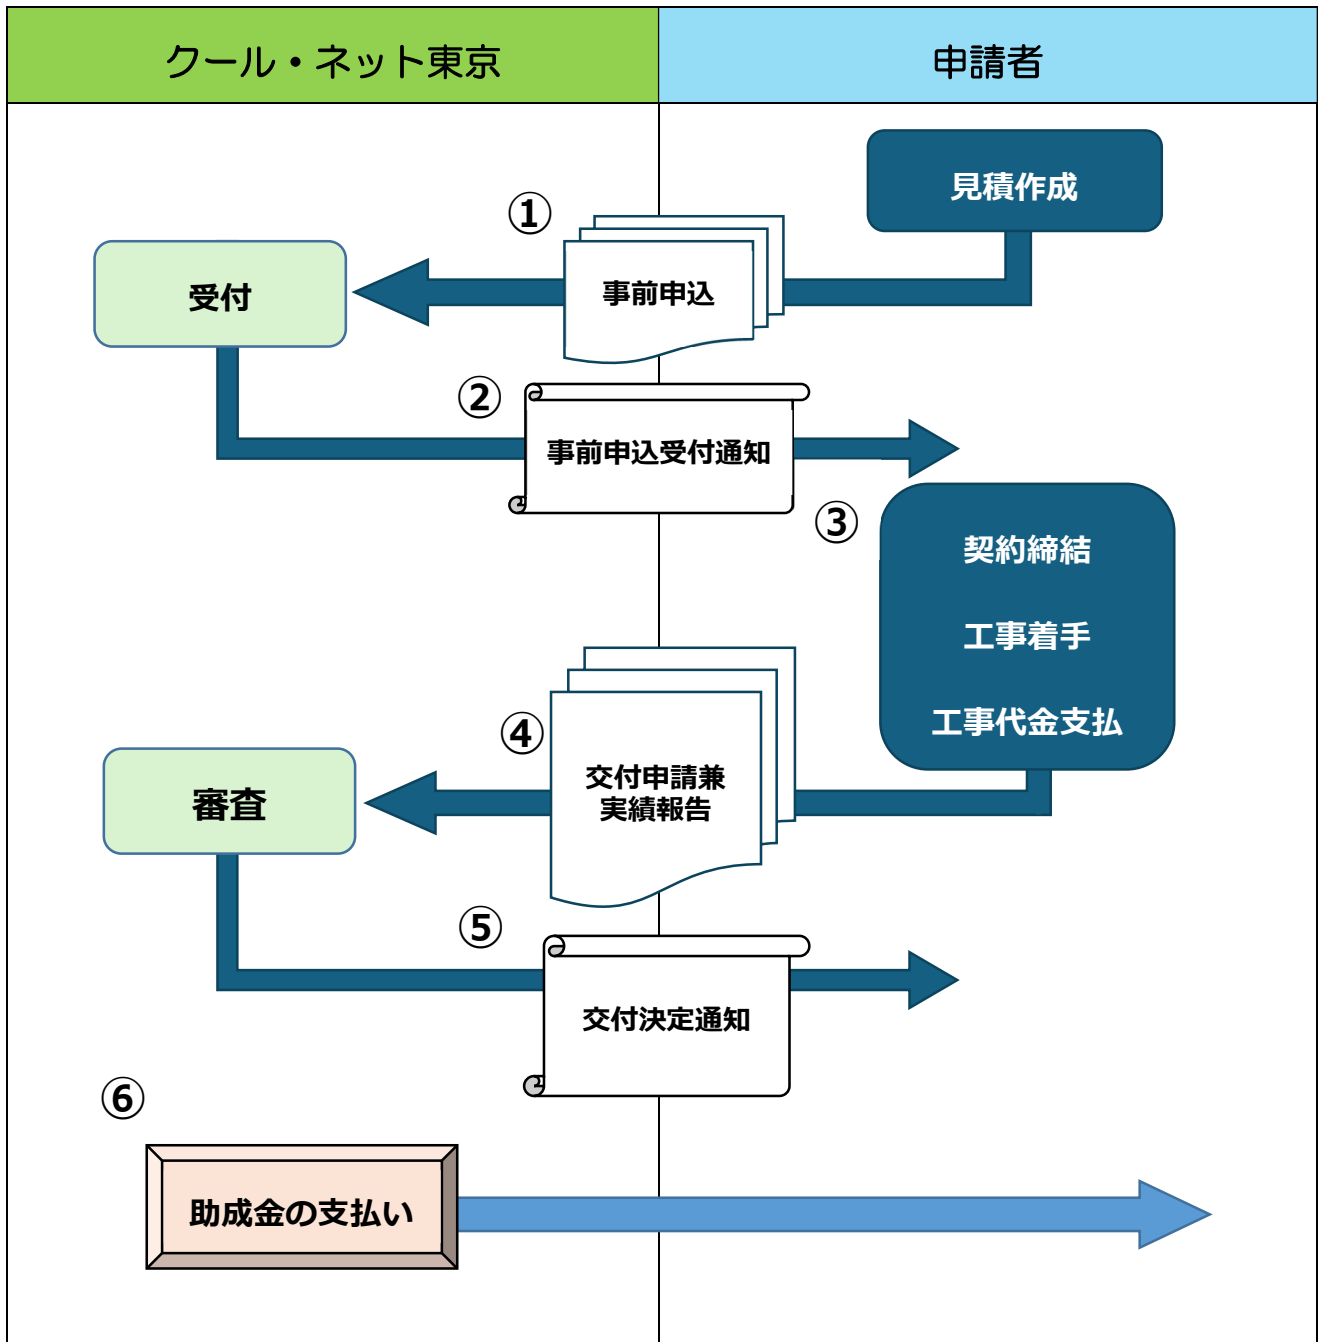 クール・ネット東京
申請者
見積作成
①
事前申込
受付
②
事前申込受付通知
③
契約締結
工事着手
工事代金支払
④
交付申請兼
実績報告
審査
⑤
交付決定通知
⑥
助成金の支払い